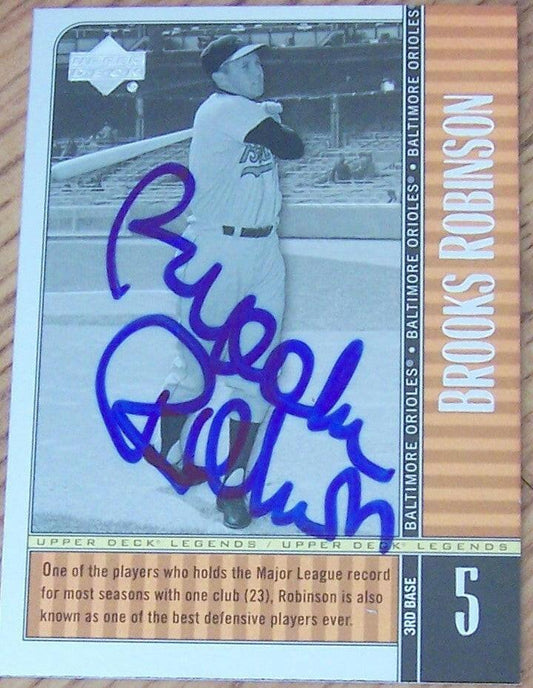 UPPER
DECK
Brooks
Robinson
BALTIMORE ORIOLES® • BALTIMORE ORIOLES® • BALTIMORE ORIOLES
BROOKS ROBINSON
UPPER DECK® LEGENDS / UPPER DECK® LEGENDS
One of the players who holds the Major League record
for most seasons with one club (23), Robinson is also
known as one of the best defensive players ever.
3RD BASE
5